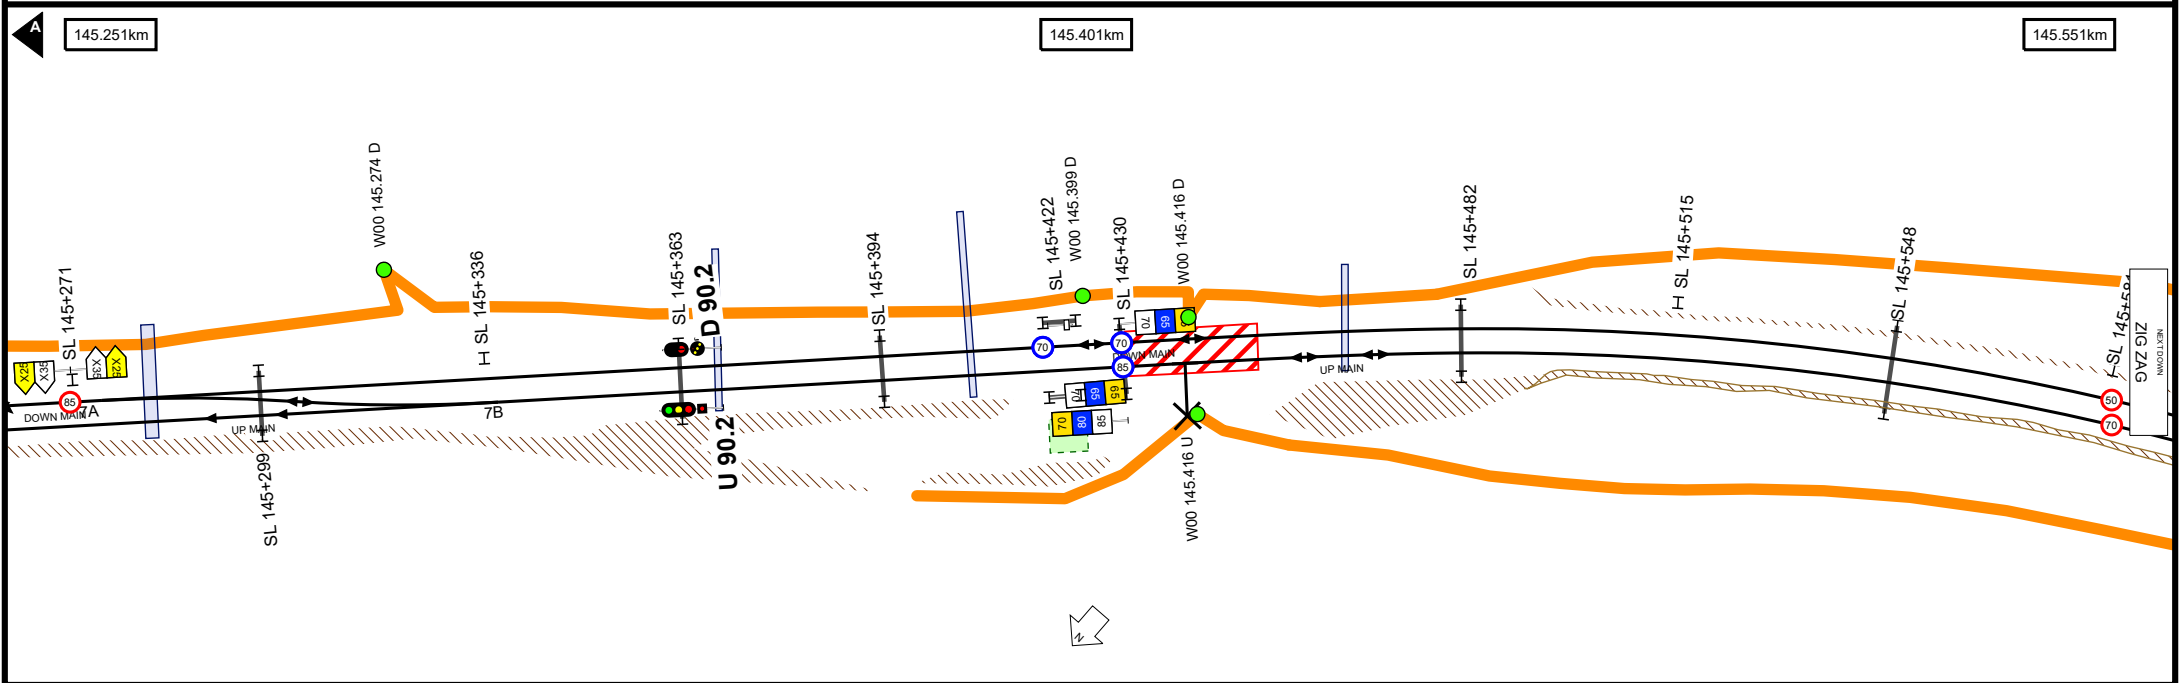 A
145.251km
145.401km
145.551km
W00 145.274 D
W00 145.399 D
W00 145.416 D
SL 145+271
SL 145+336
SL 145+363
D 90.2
SL 145+394
SL 145+422
SL 145+430
SL 145+482
SL 145+515
SL 145+548
ZIG ZAG
NEXT DOWN
X25
X35
X35
X25
70
65
70
70
85
DOWN MAIN
UP MAIN
85
DOWN MAIN
7A
UP MAIN
7B
70
65
65
70
80
85
50
70
SL 145+299
U 90.2
W00 145.416 U
N